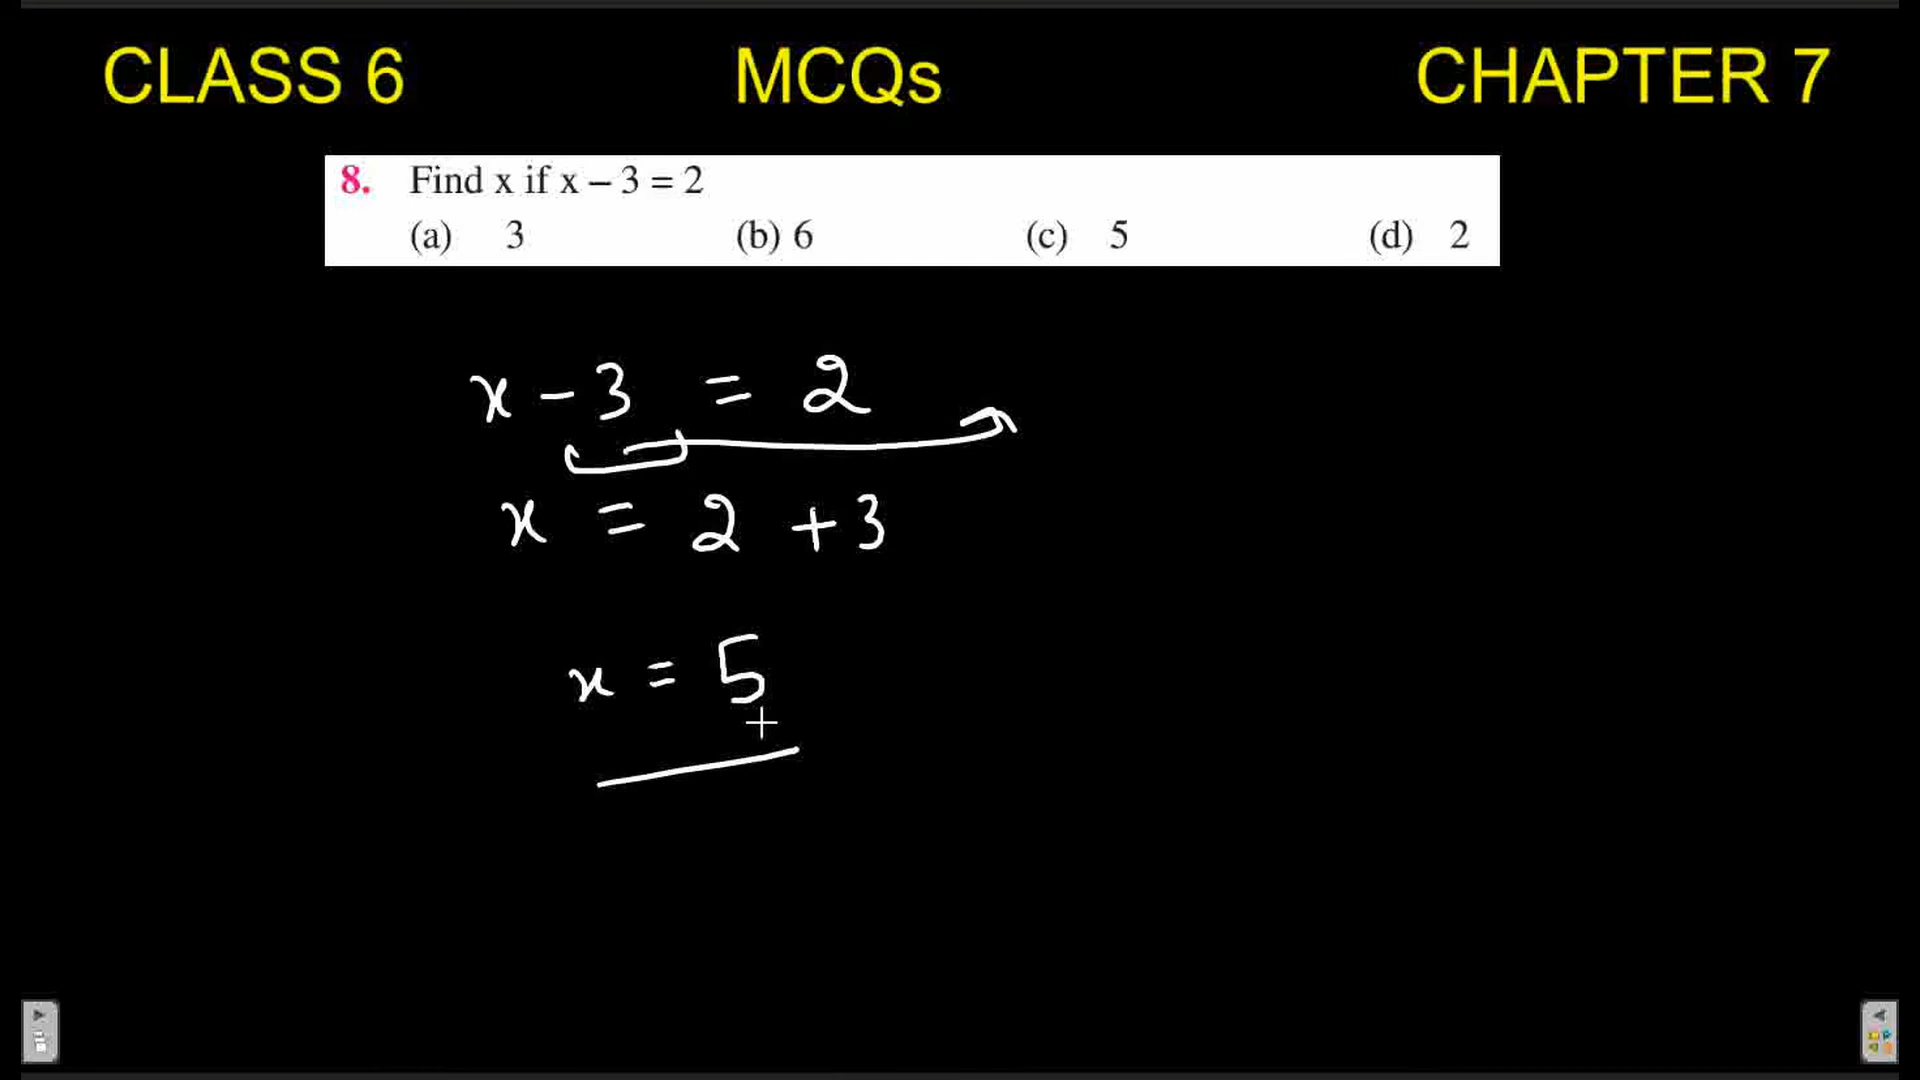 CLASS 6 MCQs CHAPTER 7
8. Find x if x – 3 = 2
(a) 3 (b) 6 (c) 5 (d) 2
x - 3 = 2
x = 2 + 3
x = 5